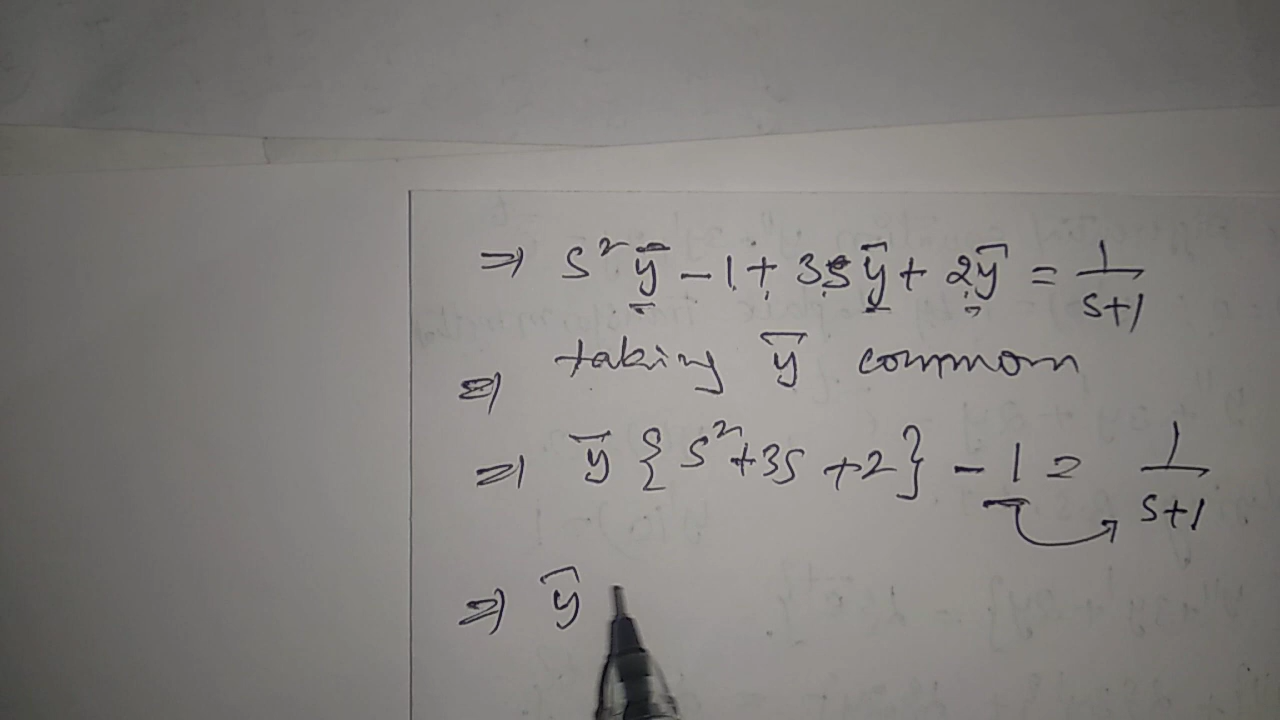 ⇒ s²ȳ - 1 + 3sȳ + 2ȳ = 1/(s+1)
⇒ taking ȳ common
⇒ ȳ {s²+3s+2} - 1 = 1/(s+1)
⇒ ȳ